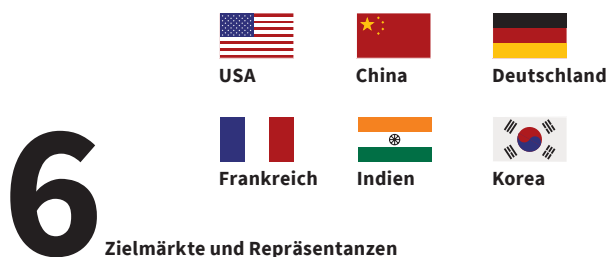 USA China Deutschland
Frankreich Indien Korea
6 Zielmärkte und Repräsentanzen